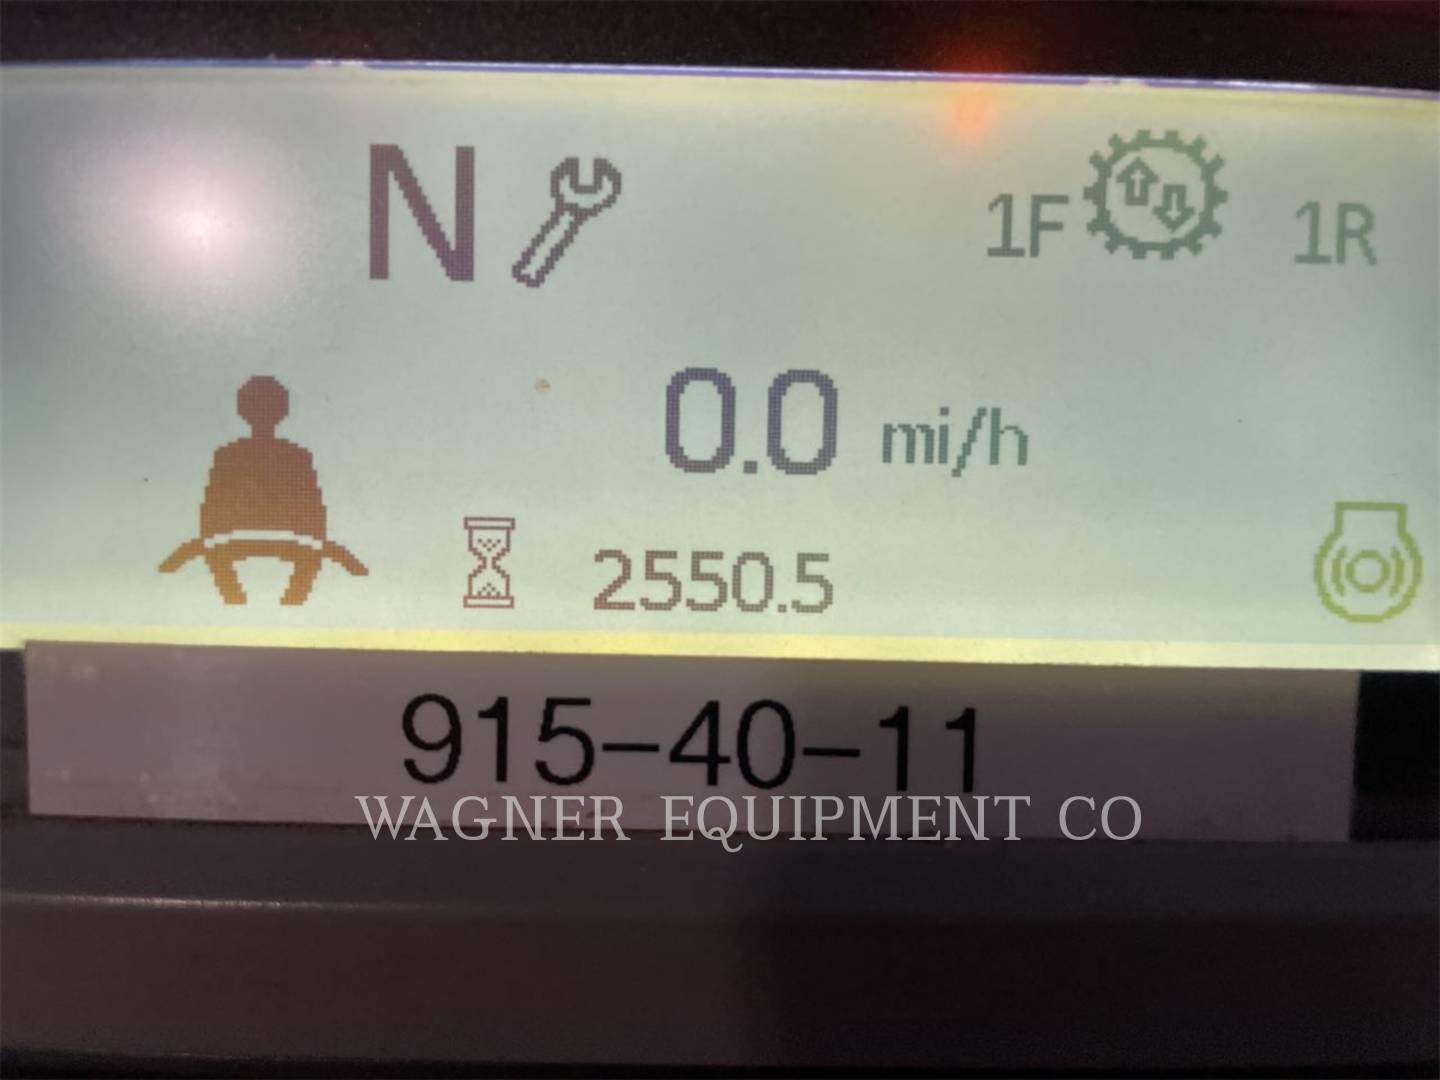 N 1F 1R
0.0 mi/h
2550.5
915-40-11
WAGNER EQUIPMENT CO